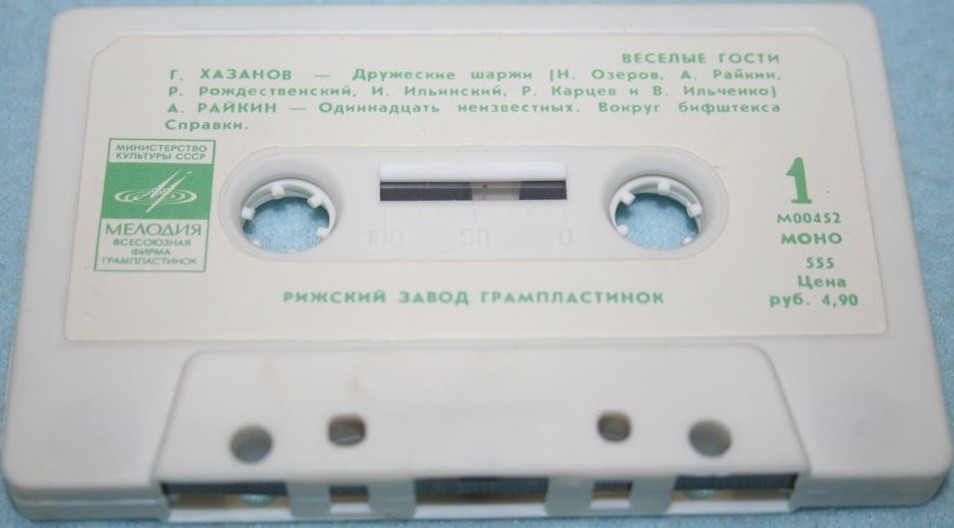 ВЕСЕЛЫЕ ГОСТИ
Г. ХАЗАНОВ — Дружеские шаржи (Н. Озеров, А. Райкин,
Р. Рождественский, И. Ильинский, Р. Карцев и В. Ильченко)
А. РАЙКИН — Одиннадцать неизвестных. Вокруг бифштекса
Справки.
МИНИСТЕРСТВО
КУЛЬТУРЫ СССР
МЕЛОДИЯ
ВСЕСОЮЗНАЯ
ФИРМА
ГРАМПЛАСТИНОК
100 50 0
1
М00452
МОНО
555
Цена
руб. 4,90
РИЖСКИЙ ЗАВОД ГРАМПЛАСТИНОК